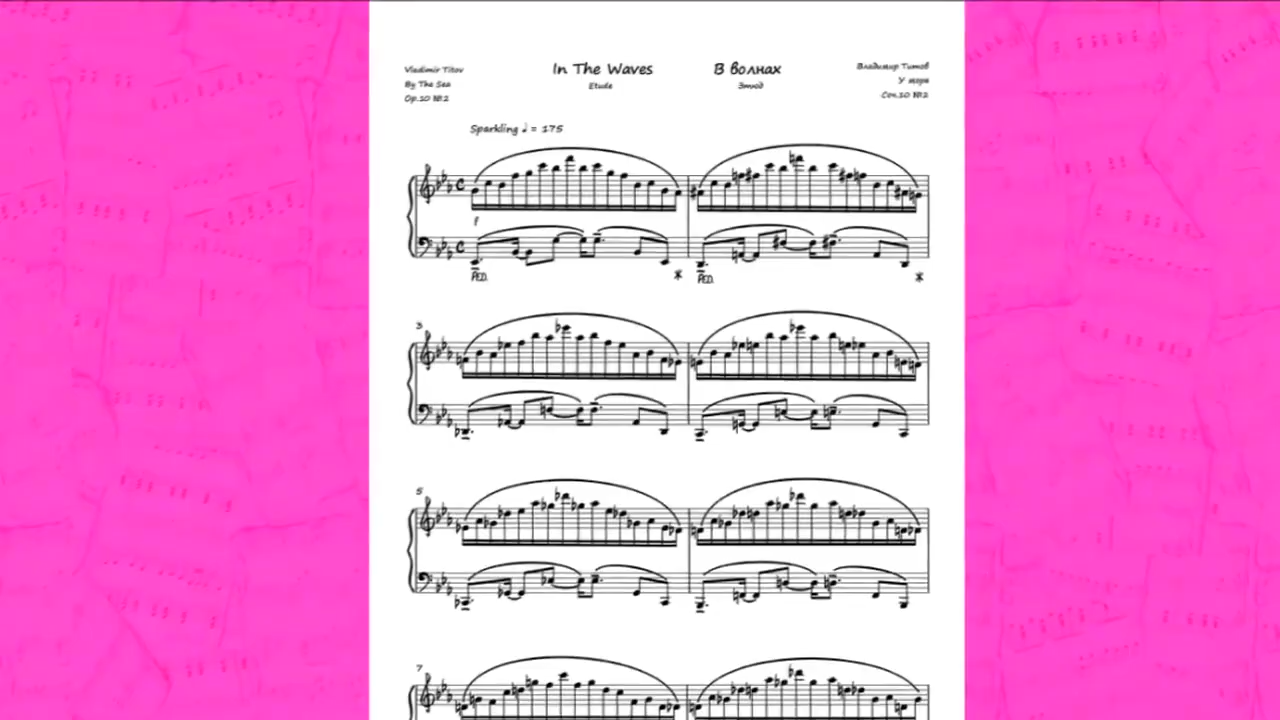 Vladimir Titov
By The Sea
Op.10 №2
In The Waves
Etude
В волнах
Этюд
Владимир Титов
У моря
Соч.10 №2
Sparkling ♩ = 175
f
Ped.
Ped.
3
5
7